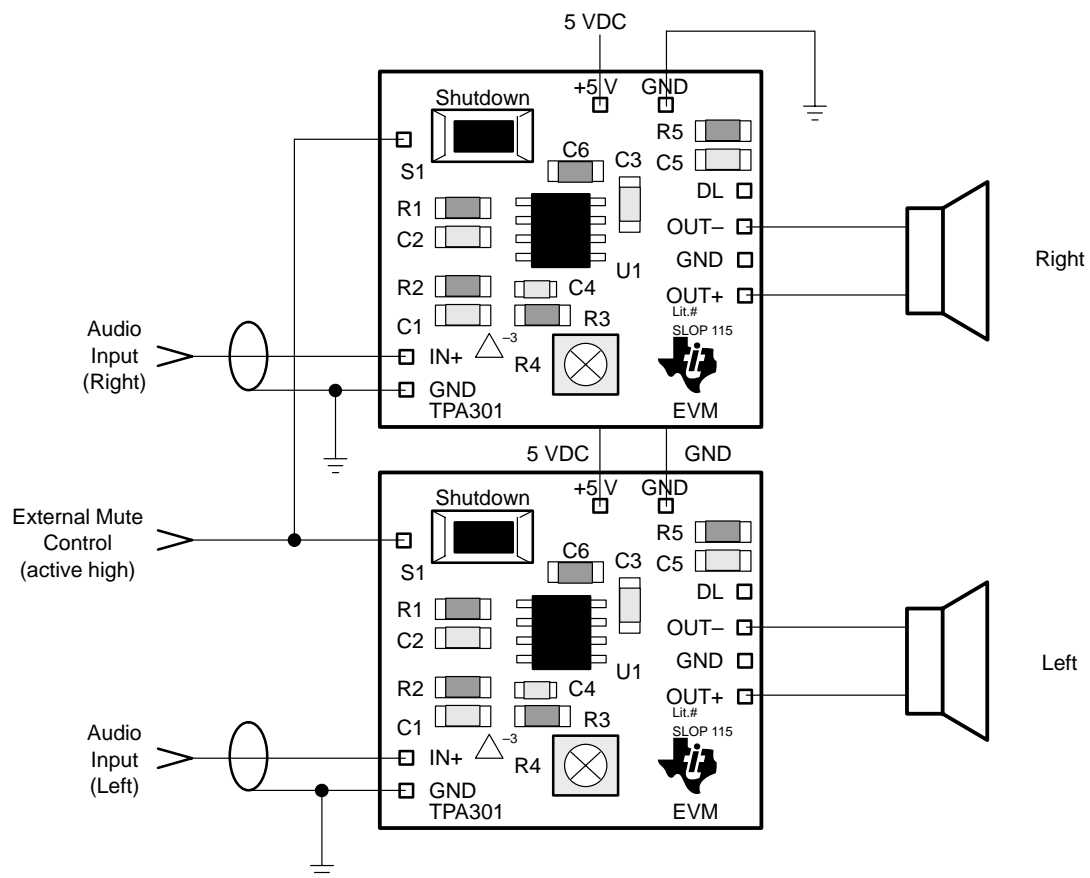 5 VDC
+5 V GND
Shutdown
S1
R5
C5
C6
C3
DL
R1
C2
OUT–
GND
U1
OUT+
R2
C4
C1
R3
Lit.#
SLOP 115
–3
R4
IN+
GND
TPA301
EVM
Right
Audio
Input
(Right)
5 VDC
GND
+5 V GND
Shutdown
S1
R5
C5
C6
C3
DL
R1
C2
OUT–
GND
U1
OUT+
R2
C4
C1
R3
Lit.#
SLOP 115
–3
R4
IN+
GND
TPA301
EVM
Left
External Mute
Control
(active high)
Audio
Input
(Left)